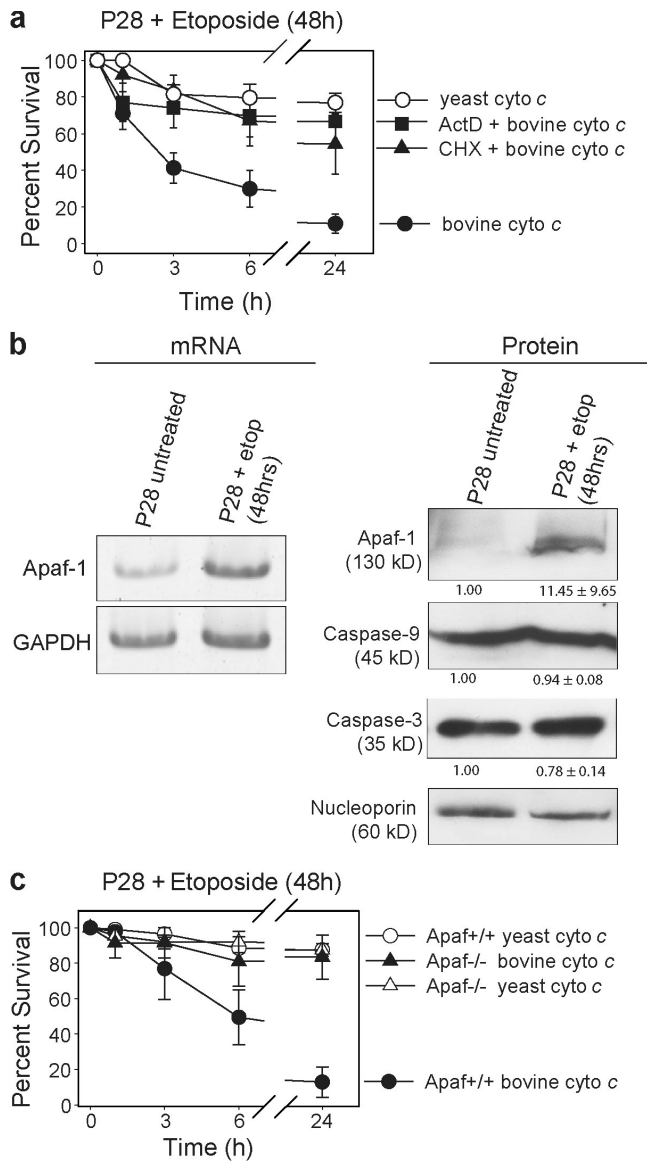 a
P28 + Etoposide (48h)
Percent Survival
100
80
60
40
20
0
0
3
6
24
Time (h)
yeast cyto c
ActD + bovine cyto c
CHX + bovine cyto c
bovine cyto c
b
mRNA
P28 untreated
P28 + etop
(48hrs)
Apaf-1
GAPDH
Protein
P28 untreated
P28 + etop
(48hrs)
Apaf-1
(130 kD)
1.00
11.45 ± 9.65
Caspase-9
(45 kD)
1.00
0.94 ± 0.08
Caspase-3
(35 kD)
1.00
0.78 ± 0.14
Nucleoporin
(60 kD)
c
P28 + Etoposide (48h)
Percent Survival
100
80
60
40
20
0
0
3
6
24
Time (h)
Apaf+/+ yeast cyto c
Apaf-/- bovine cyto c
Apaf-/- yeast cyto c
Apaf+/+ bovine cyto c